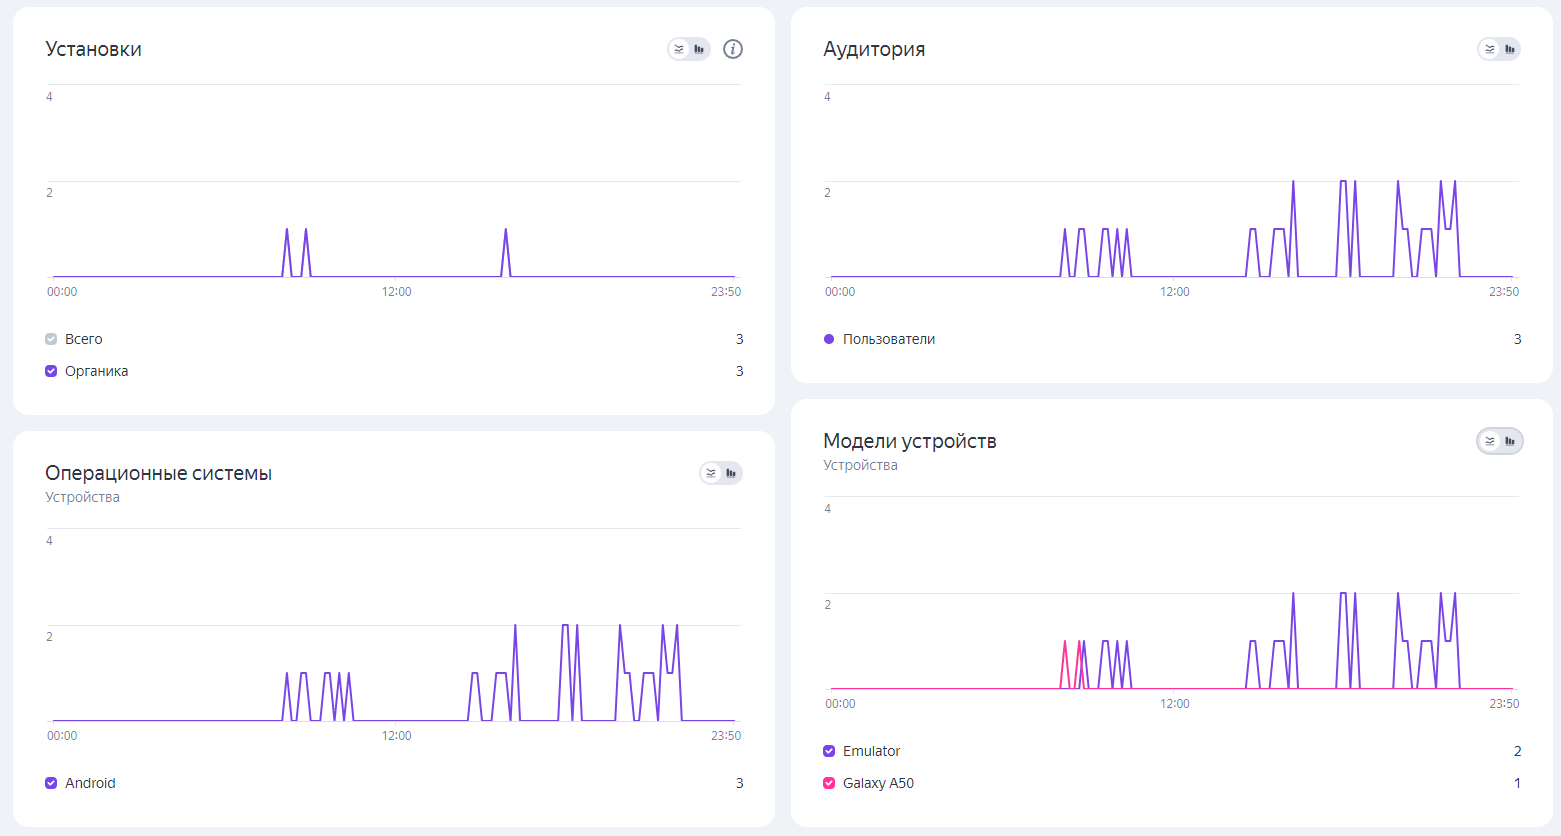 Установки
4
2
00:00 12:00 23:50
Всего 3
Органика 3
Аудитория
4
2
00:00 12:00 23:50
Пользователи 3
Операционные системы
Устройства
4
2
00:00 12:00 23:50
Android 3
Модели устройств
Устройства
4
2
00:00 12:00 23:50
Emulator 2
Galaxy A50 1